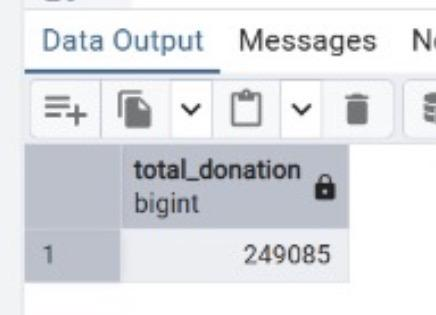 Data Output Messages
total_donation
bigint
1 249085